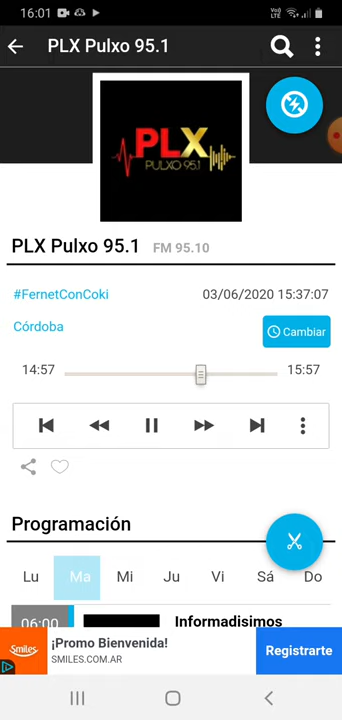 16:01
Vo))
LTE
PLX Pulxo 95.1
PLX
PULXO 95.1
PLX Pulxo 95.1 FM 95.10
#FernetConCoki 03/06/2020 15:37:07
Córdoba
Cambiar
14:57 15:57
Programación
Lu Ma Mi Ju Vi Sá Do
06:00 Informadisimos
Smiles
¡Promo Bienvenida!
SMILES.COM.AR
Registrarte